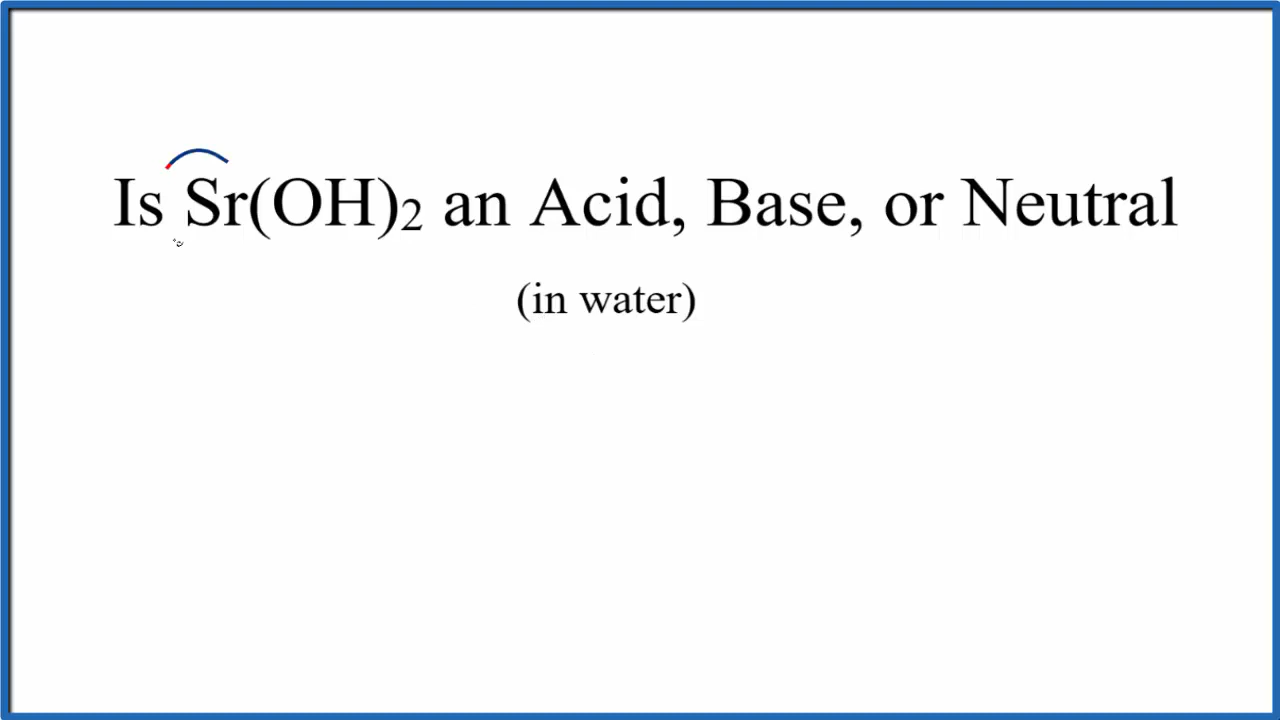 Is Sr(OH)₂ an Acid, Base, or Neutral
(in water)